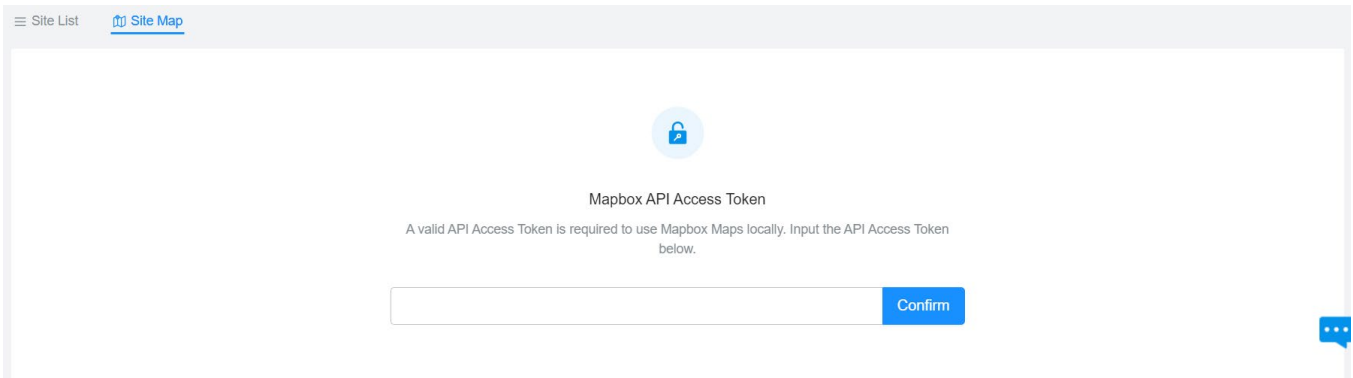 Site List
Site Map
Mapbox API Access Token
A valid API Access Token is required to use Mapbox Maps locally. Input the API Access Token
below.
Confirm